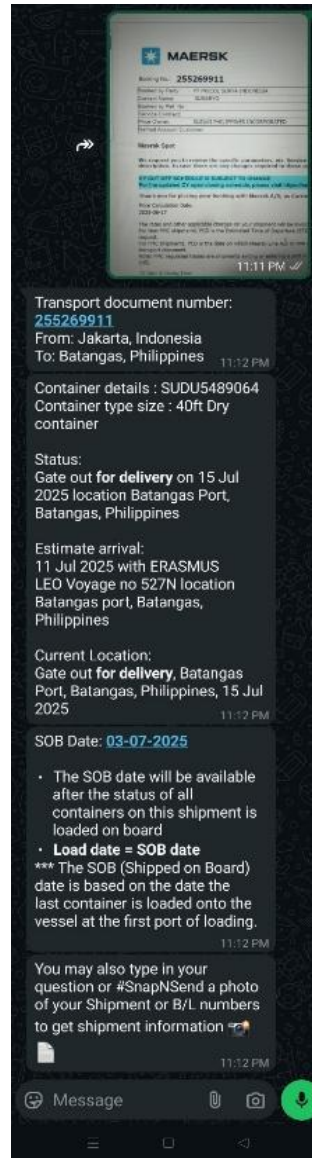 MAERSK
Booking No.: 255269911
Maersk Spot
11:11 PM
Transport document number:
255269911
From: Jakarta, Indonesia
To: Batangas, Philippines 11:12 PM
Container details : SUDU5489064
Container type size : 40ft Dry
container
Status:
Gate out for delivery on 15 Jul
2025 location Batangas Port,
Batangas, Philippines
Estimate arrival:
11 Jul 2025 with ERASMUS
LEO Voyage no 527N location
Batangas port, Batangas,
Philippines
Current Location:
Gate out for delivery, Batangas
Port, Batangas, Philippines, 15 Jul
2025
11:12 PM
SOB Date: 03-07-2025
• The SOB date will be available
after the status of all
containers on this shipment is
loaded on board
• Load date = SOB date
*** The SOB (Shipped on Board)
date is based on the date the
last container is loaded onto the
vessel at the first port of loading.
11:12 PM
You may also type in your
question or #SnapNSend a photo
of your Shipment or B/L numbers
to get shipment information
11:12 PM
Message